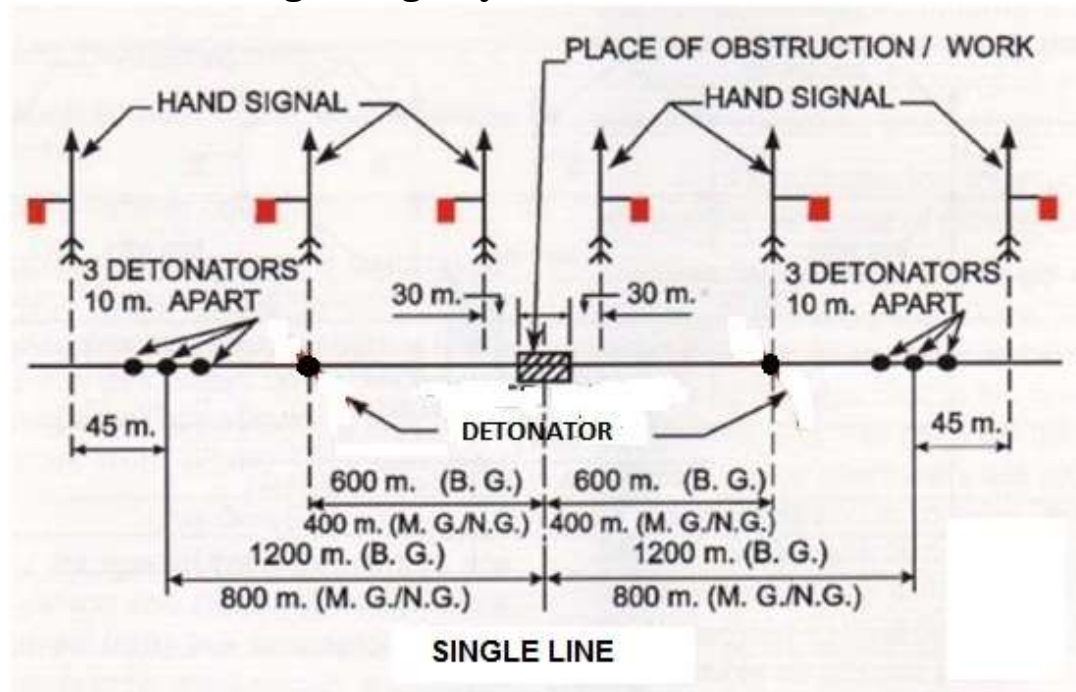 PLACE OF OBSTRUCTION / WORK
HAND SIGNAL
HAND SIGNAL
3 DETONATORS
10 m. APART
30 m.
30 m.
3 DETONATORS
10 m. APART
45 m.
DETONATOR
45 m.
600 m. (B. G.)
600 m. (B. G.)
400 m. (M. G./N.G.)
400 m. (M. G./N.G.)
1200 m. (B. G.)
1200 m. (B. G.)
800 m. (M. G./N.G.)
800 m. (M. G./N.G.)
SINGLE LINE